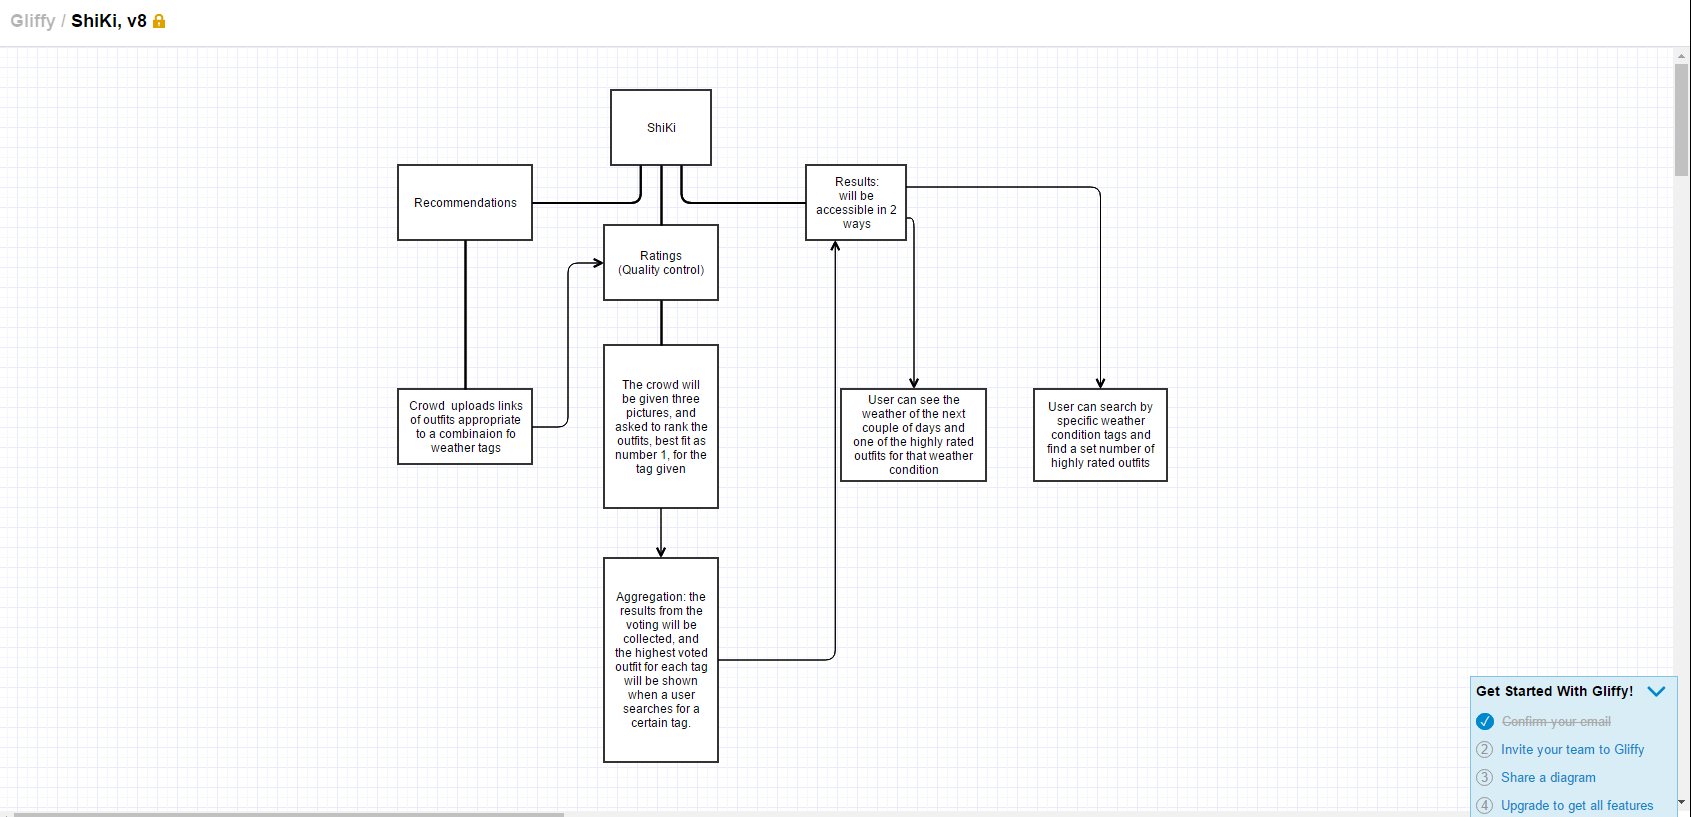 Gliffy / ShiKi, v8
ShiKi
Recommendations
Results:
will be
accessible in 2
ways
Ratings
(Quality control)
The crowd will
be given three
pictures, and
asked to rank the
outfits, best fit as
number 1, for the
tag given
Crowd  uploads links
of outfits appropriate
to a combinaion fo
weather tags
User can see the
weather of the next
couple of days and
one of the highly rated
outfits for that weather
condition
User can search by
specific weather
condition tags and
find a set number of
highly rated outfits
Aggregation: the
results from the
voting will be
collected, and
the highest voted
outfit for each tag
will be shown
when a user
searches for a
certain tag.
Get Started With Gliffy!
Confirm your email
2 Invite your team to Gliffy
3 Share a diagram
4 Upgrade to get all features